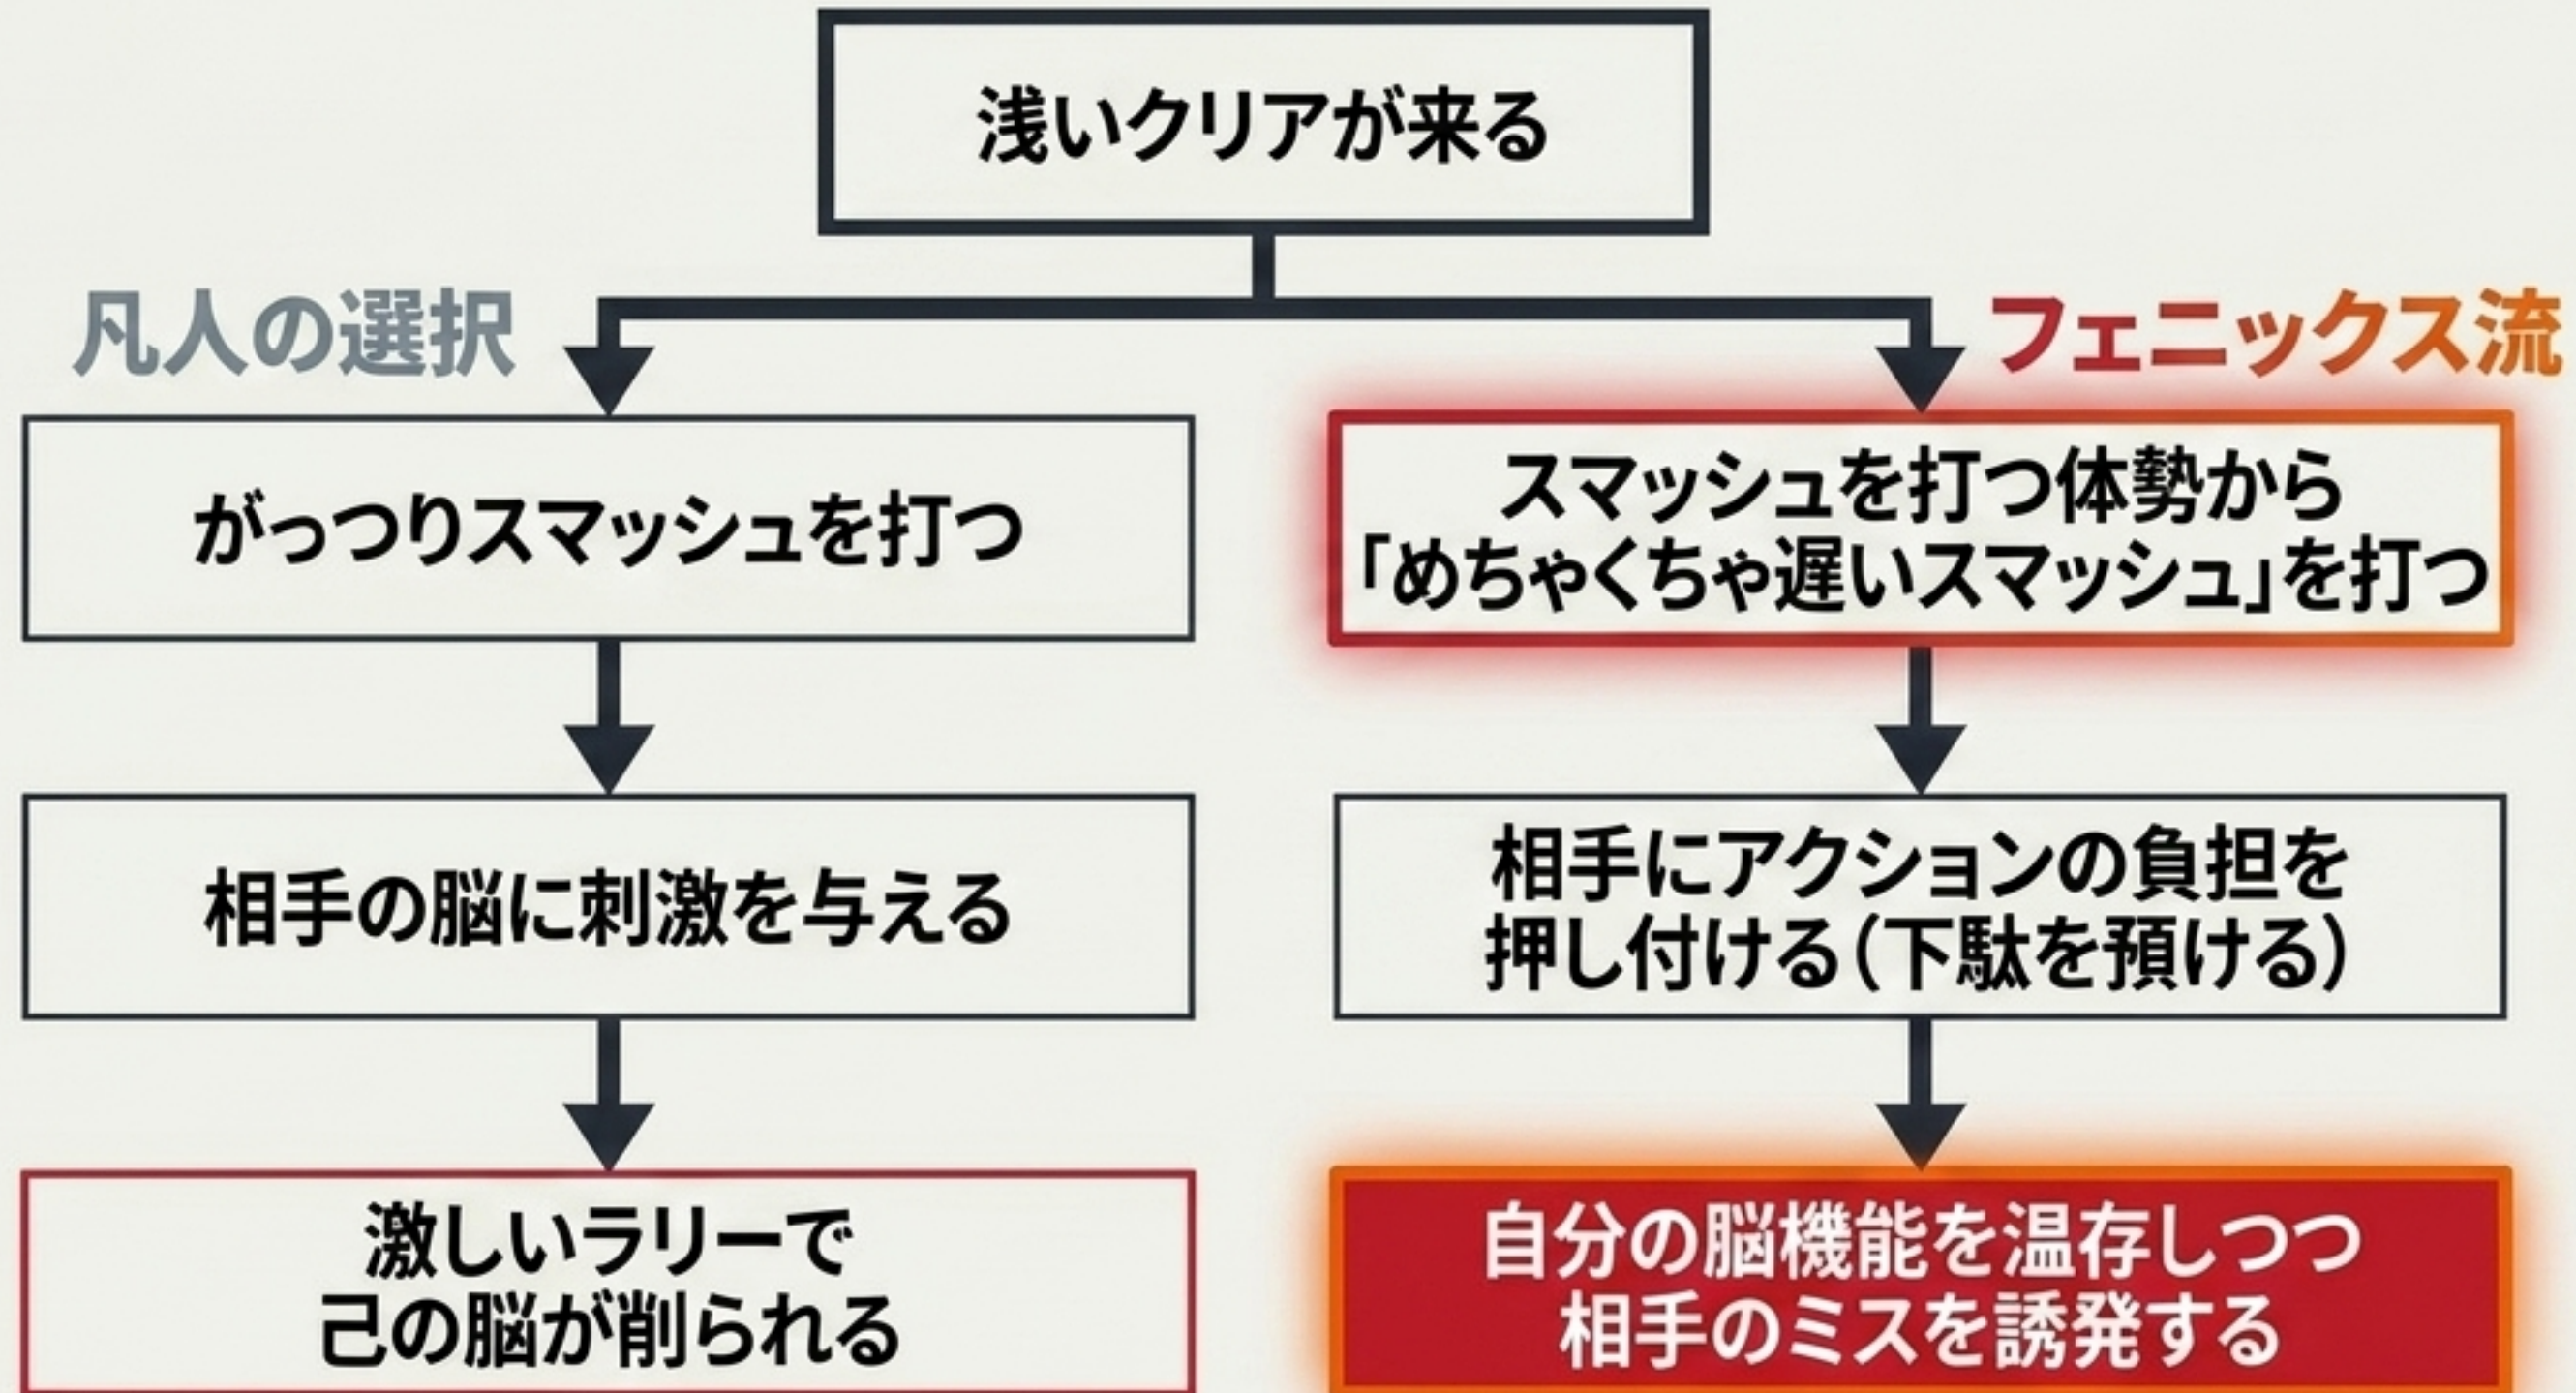 浅いクリアが来る
凡人の選択
がっつりスマッシュを打つ
相手の脳に刺激を与える
激しいラリーで
己の脳が削られる
フェニックス流
スマッシュを打つ体勢から
「めちゃくちゃ遅いスマッシュ」を打つ
相手にアクションの負担を
押し付ける（下駄を預ける）
自分の脳機能を温存しつつ
相手のミスを誘発する